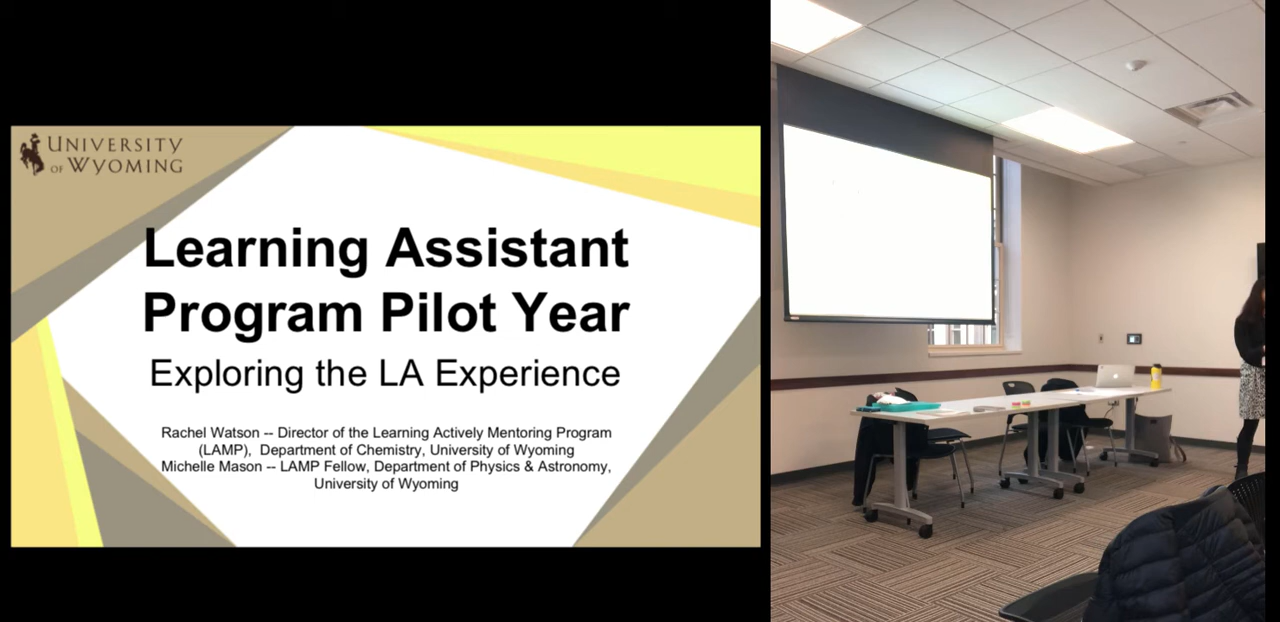 UNIVERSITY
OF WYOMING
Learning Assistant
Program Pilot Year
Exploring the LA Experience
Rachel Watson -- Director of the Learning Actively Mentoring Program
(LAMP), Department of Chemistry, University of Wyoming
Michelle Mason -- LAMP Fellow, Department of Physics & Astronomy,
University of Wyoming